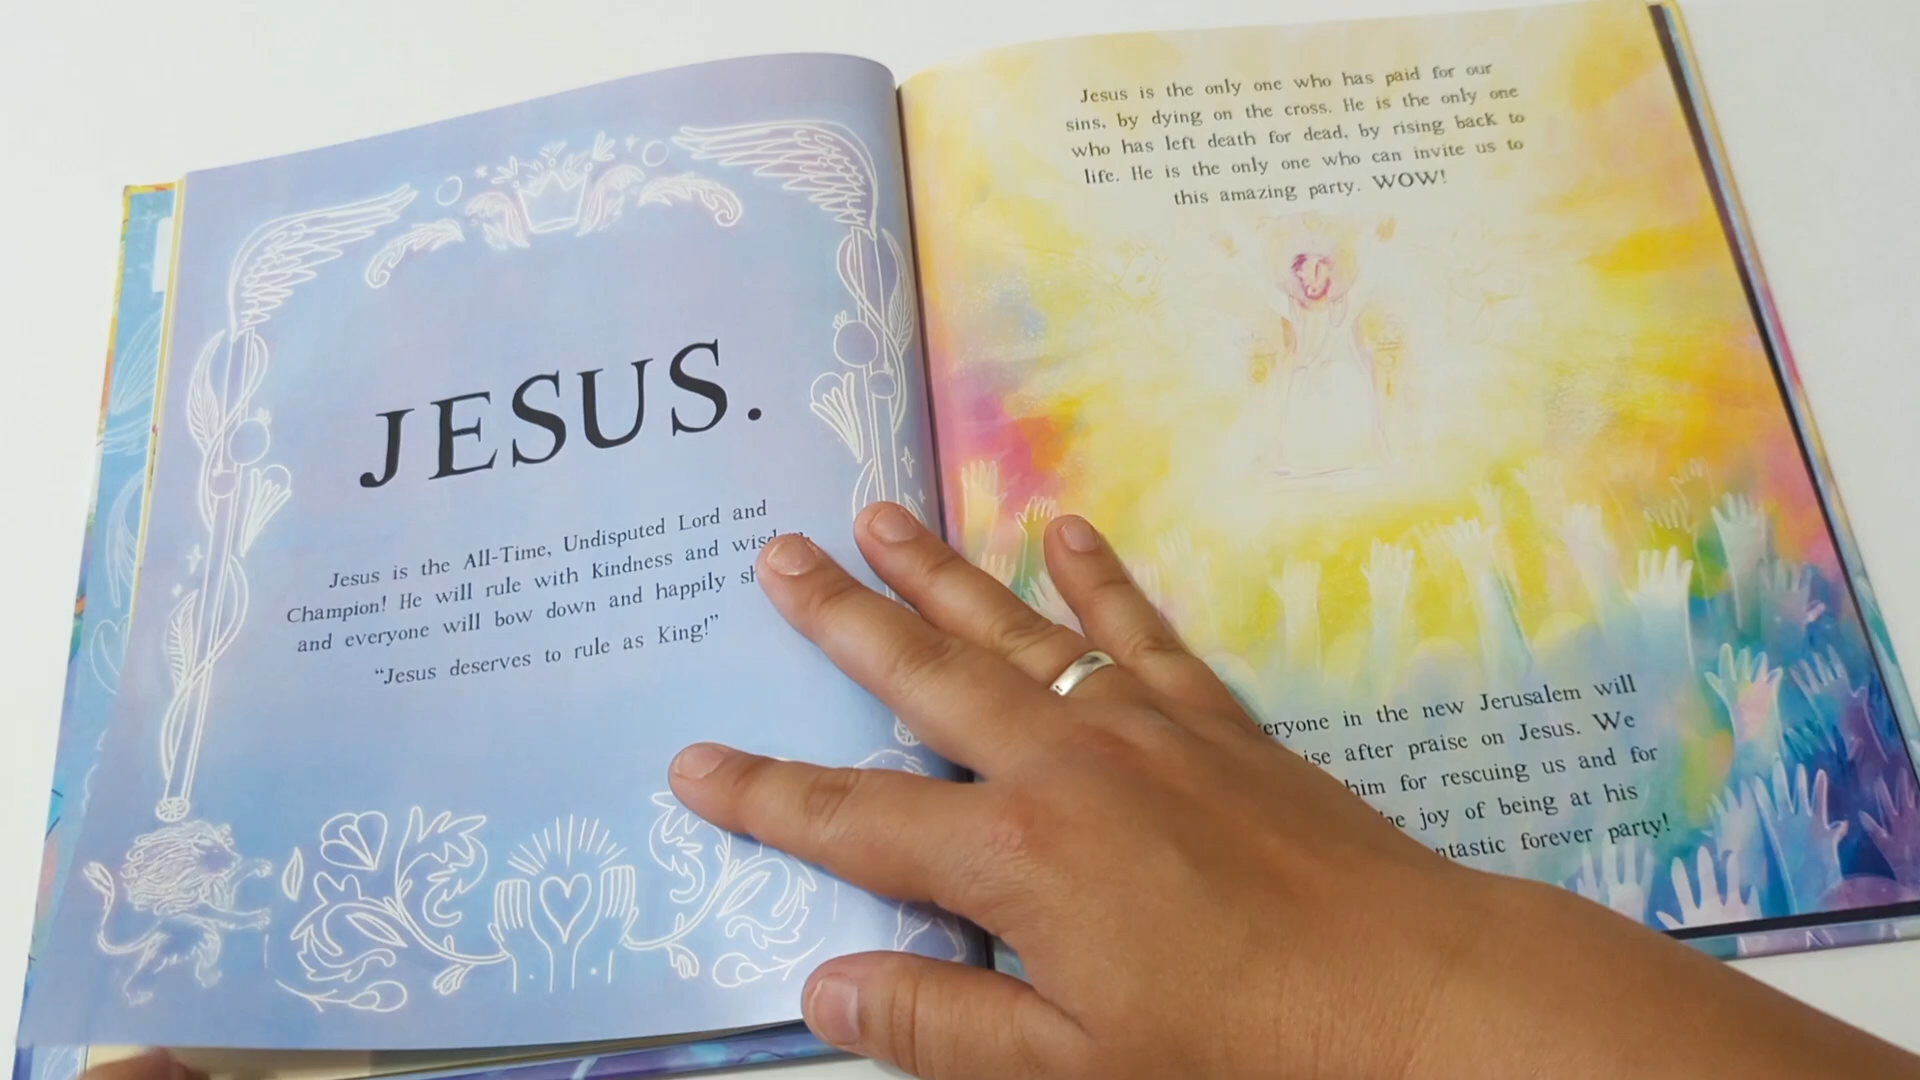 JESUS.
Jesus is the All-Time, Undisputed Lord and
Champion! He will rule with Kindness and
and everyone will bow down and happily
“Jesus deserves to rule as King!”
Jesus is the only one who has paid for our
sins, by dying on the cross. He is the only one
who has left death for dead, by rising back to
life. He is the only one who can invite us to
this amazing party. WOW!
in the new Jerusalem will
after praise on Jesus. We
him for rescuing us and for
joy of being at his
forever party!